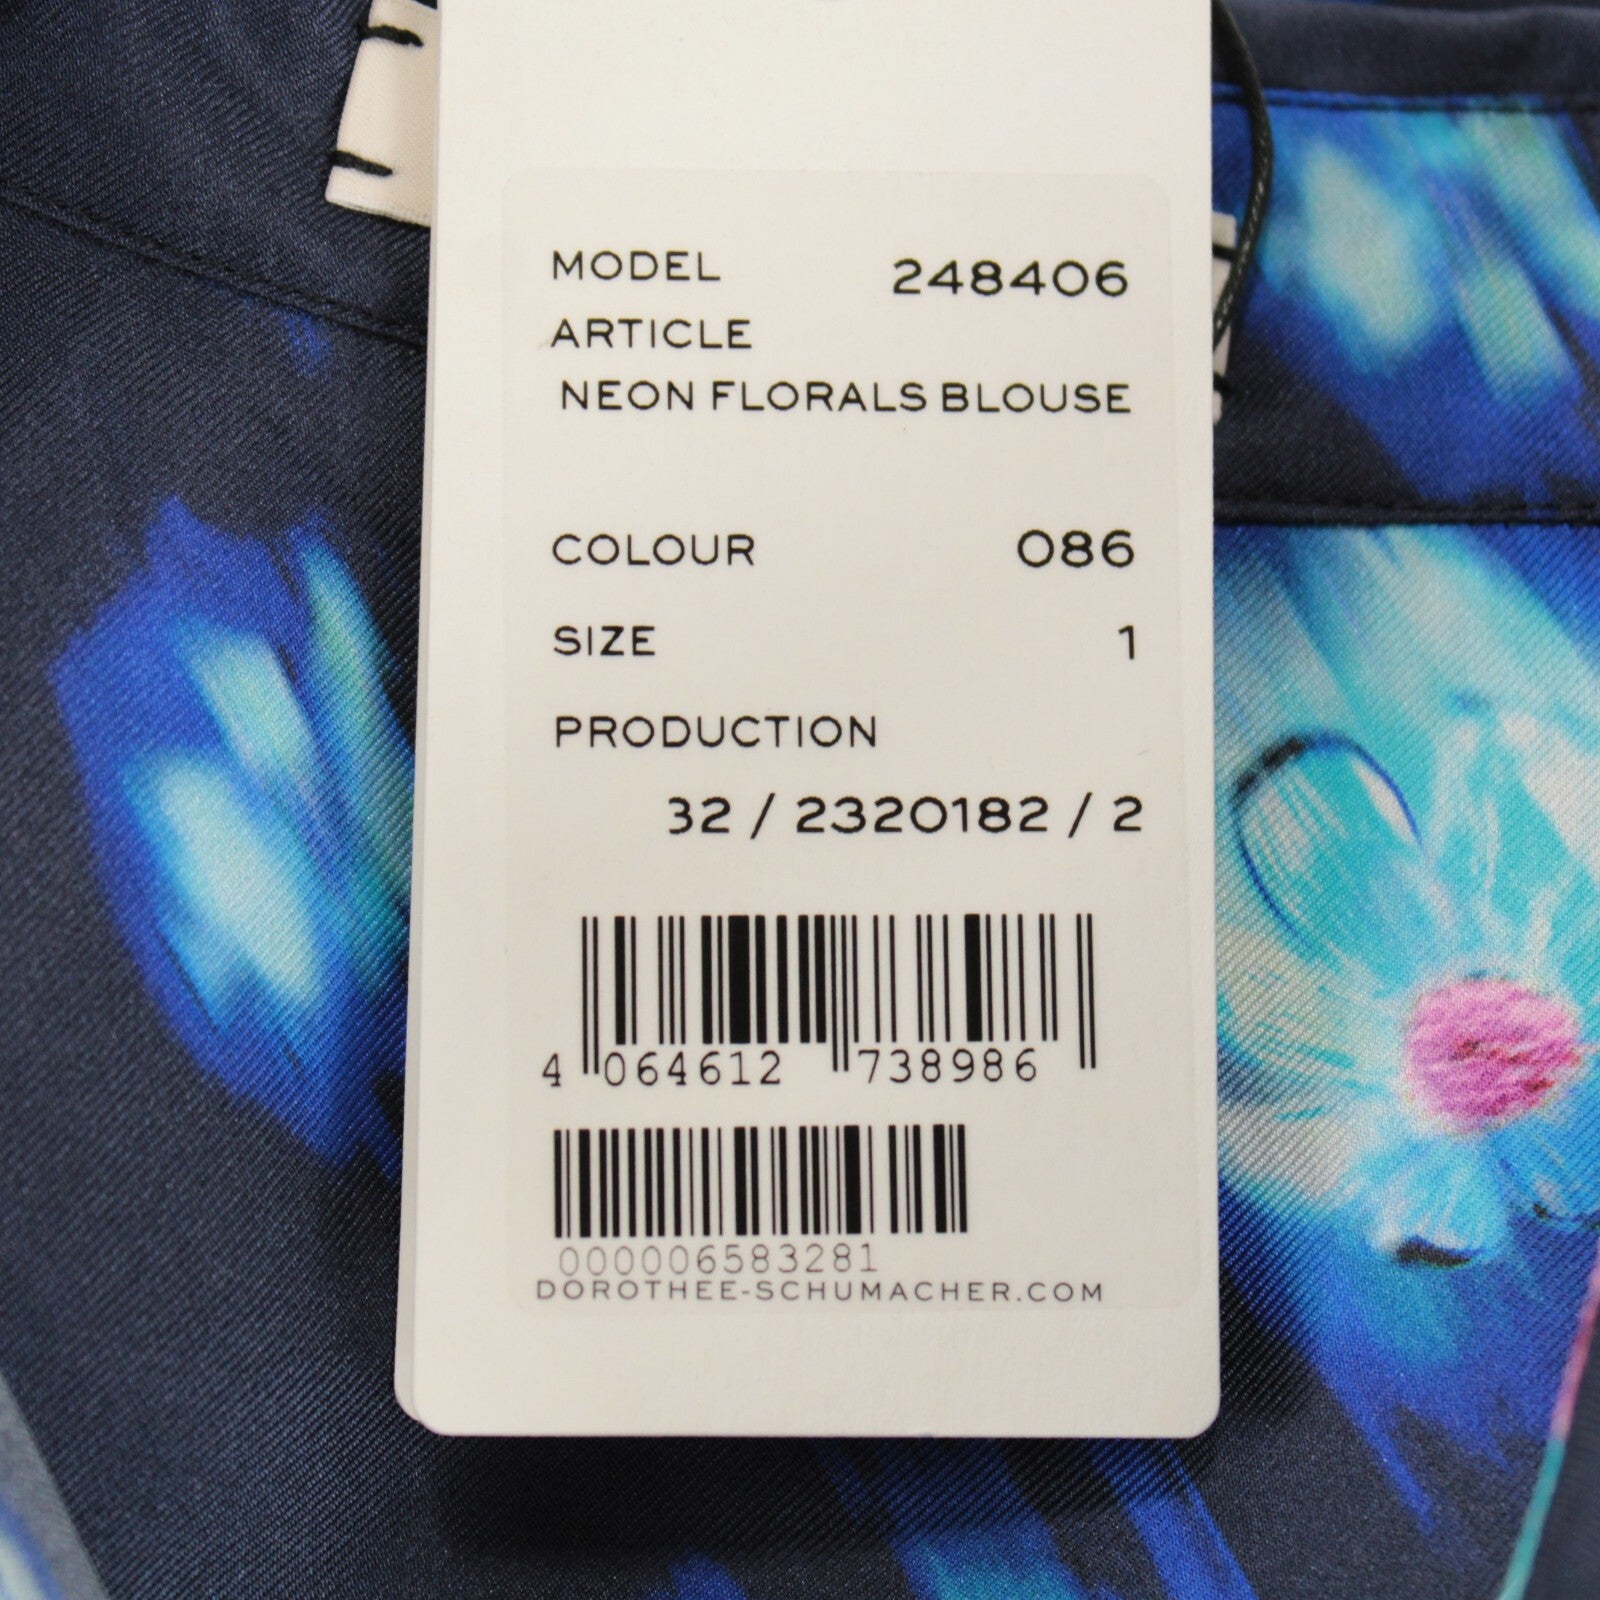 MODEL 248406
ARTICLE
NEON FLORALS BLOUSE
COLOUR 086
SIZE 1
PRODUCTION
32 / 2320182 / 2
4 064612 738986
000006583281
DOROTHEE-SCHUMACHER.COM